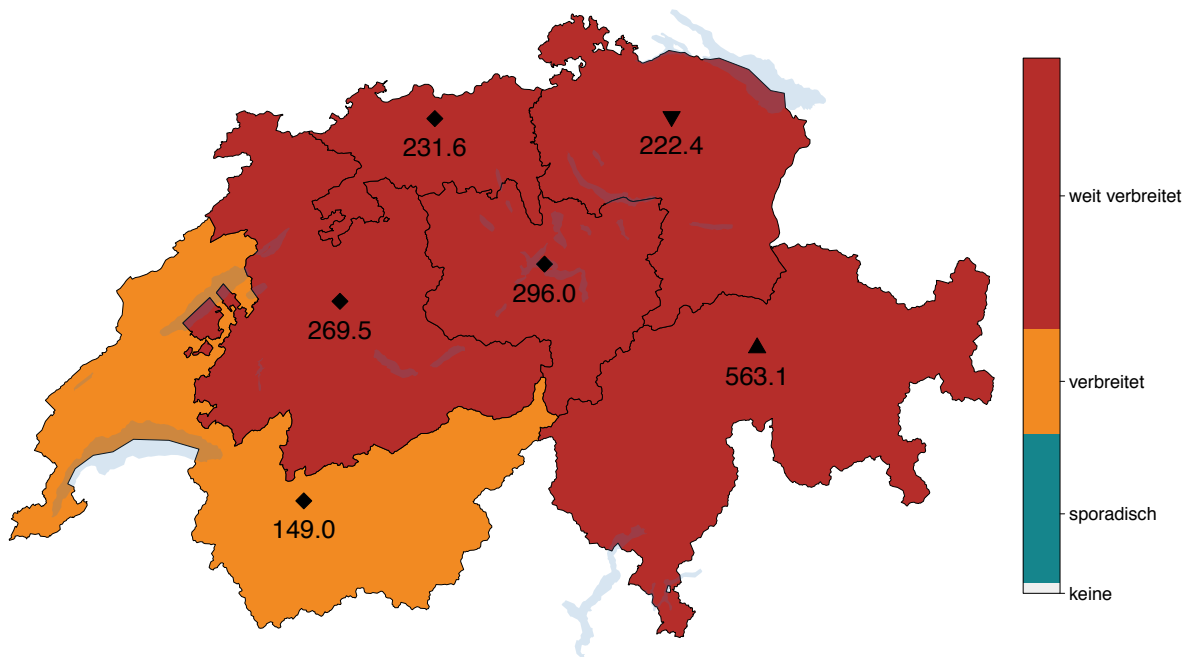 231.6
222.4
296.0
269.5
563.1
149.0
weit verbreitet
verbreitet
sporadisch
keine